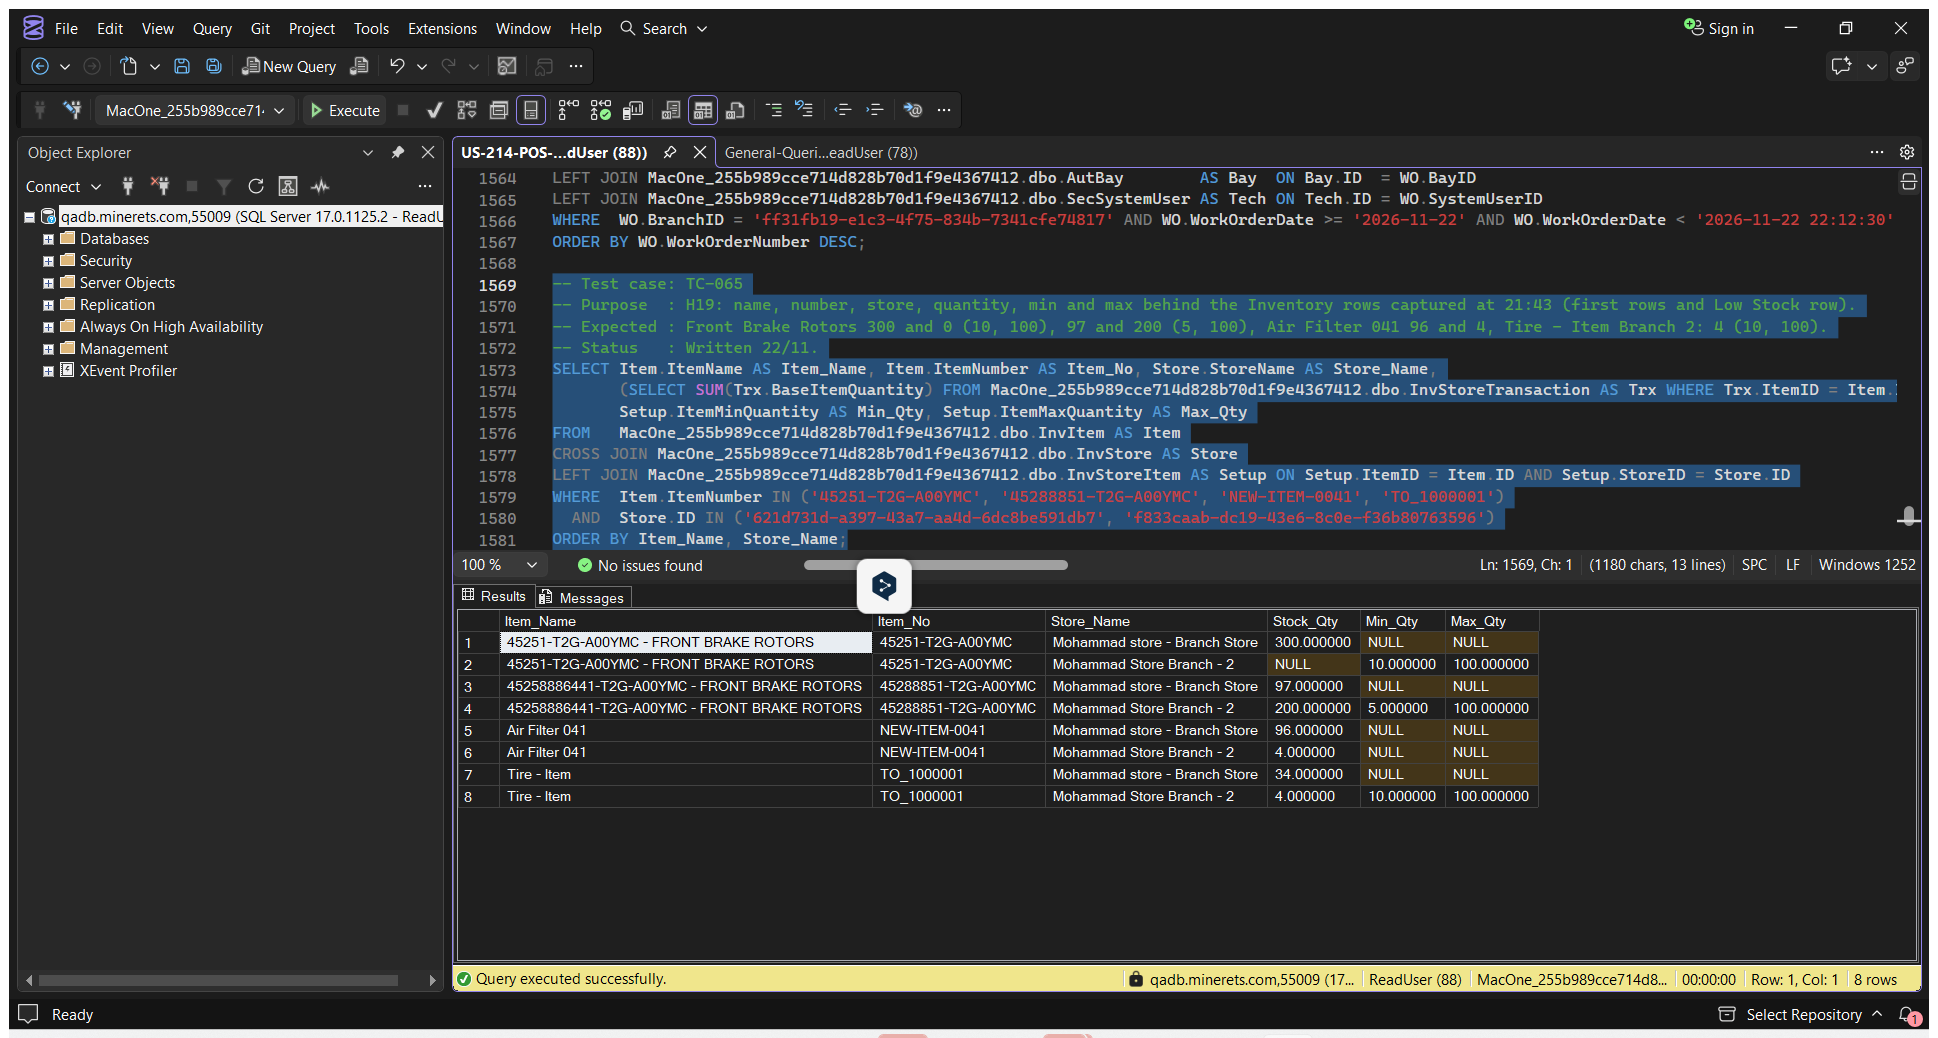 File Edit View Query Git Project Tools Extensions Window Help Search Sign in
New Query
MacOne_255b989cce71 Execute
Object Explorer
Connect
qadb.minerets.com,55009 (SQL Server 17.0.1125.2 - ReadU
Databases
Security
Server Objects
Replication
Always On High Availability
Management
XEvent Profiler
US-214-POS-...dUser (88)) General-Queri...eadUser (78))
1564 LEFT JOIN MacOne_255b989cce714d828b70d1f9e4367412.dbo.AutBay AS Bay ON Bay.ID = WO.BayID
1565 LEFT JOIN MacOne_255b989cce714d828b70d1f9e4367412.dbo.SecSystemUser AS Tech ON Tech.ID = WO.SystemUserID
1566 WHERE WO.BranchID = 'ff31fb19-e1c3-4f75-834b-7341cfe74817' AND WO.WorkOrderDate >= '2026-11-22' AND WO.WorkOrderDate < '2026-11-22 22:12:30'
1567 ORDER BY WO.WorkOrderNumber DESC;
1568
1569 -- Test case: TC-065
1570 -- Purpose : H19: name, number, store, quantity, min and max behind the Inventory rows captured at 21:43 (first rows and Low Stock row).
1571 -- Expected : Front Brake Rotors 300 and 0 (10, 100), 97 and 200 (5, 100), Air Filter 041 96 and 4, Tire - Item Branch 2: 4 (10, 100).
1572 -- Status : Written 22/11.
1573 SELECT Item.ItemName AS Item_Name, Item.ItemNumber AS Item_No, Store.StoreName AS Store_Name,
1574 (SELECT SUM(Trx.BaseItemQuantity) FROM MacOne_255b989cce714d828b70d1f9e4367412.dbo.InvStoreTransaction AS Trx WHERE Trx.ItemID = Item.
1575 Setup.ItemMinQuantity AS Min_Qty, Setup.ItemMaxQuantity AS Max_Qty
1576 FROM MacOne_255b989cce714d828b70d1f9e4367412.dbo.InvItem AS Item
1577 CROSS JOIN MacOne_255b989cce714d828b70d1f9e4367412.dbo.InvStore AS Store
1578 LEFT JOIN MacOne_255b989cce714d828b70d1f9e4367412.dbo.InvStoreItem AS Setup ON Setup.ItemID = Item.ID AND Setup.StoreID = Store.ID
1579 WHERE Item.ItemNumber IN ('45251-T2G-A00YMC', '45288851-T2G-A00YMC', 'NEW-ITEM-0041', 'TO_1000001')
1580 AND Store.ID IN ('621d731d-a397-43a7-aa4d-6dc8be591db7', 'f833caab-dc19-43e6-8c0e-f36b80763596')
1581 ORDER BY Item_Name, Store_Name;
100 % No issues found Ln: 1569, Ch: 1 (1180 chars, 13 lines) SPC LF Windows 1252
Results Messages
Item_Name Item_No Store_Name Stock_Qty Min_Qty Max_Qty
1 45251-T2G-A00YMC - FRONT BRAKE ROTORS 45251-T2G-A00YMC Mohammad store - Branch Store 300.000000 NULL NULL
2 45251-T2G-A00YMC - FRONT BRAKE ROTORS 45251-T2G-A00YMC Mohammad Store Branch - 2 NULL 10.000000 100.000000
3 45258886441-T2G-A00YMC - FRONT BRAKE ROTORS 45288851-T2G-A00YMC Mohammad store - Branch Store 97.000000 NULL NULL
4 45258886441-T2G-A00YMC - FRONT BRAKE ROTORS 45288851-T2G-A00YMC Mohammad Store Branch - 2 200.000000 5.000000 100.000000
5 Air Filter 041 NEW-ITEM-0041 Mohammad store - Branch Store 96.000000 NULL NULL
6 Air Filter 041 NEW-ITEM-0041 Mohammad Store Branch - 2 4.000000 NULL NULL
7 Tire - Item TO_1000001 Mohammad store - Branch Store 34.000000 NULL NULL
8 Tire - Item TO_1000001 Mohammad Store Branch - 2 4.000000 10.000000 100.000000
Query executed successfully. qadb.minerets.com,55009 (17... ReadUser (88) MacOne_255b989cce714d8... 00:00:00 Row: 1, Col: 1 8 rows
Ready Select Repository 1